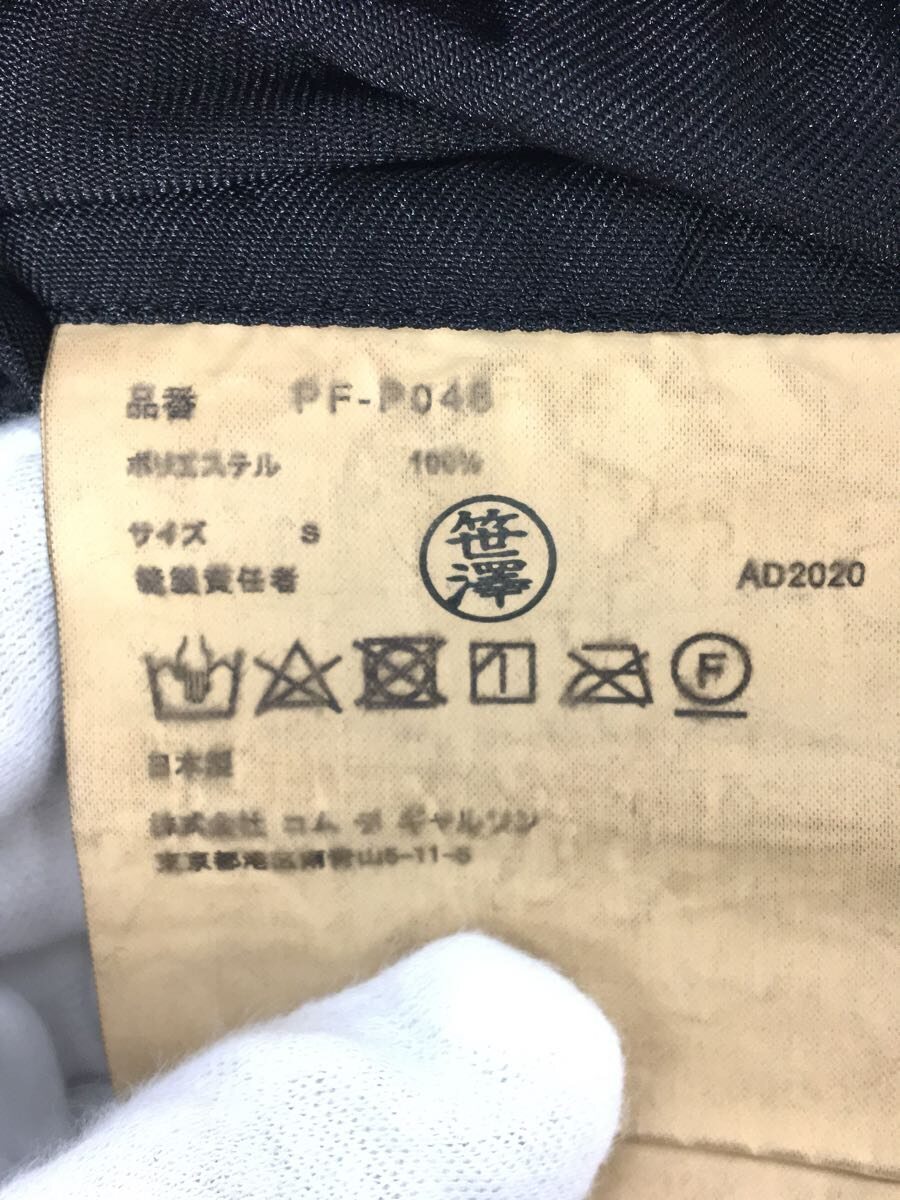 品番 PF-P046
ポリエステル 100%
サイズ S
笹澤
縫製責任者 AD2020
F
日本製
株式会社 コム デ ギャルソン
東京都港区南青山5-11-5